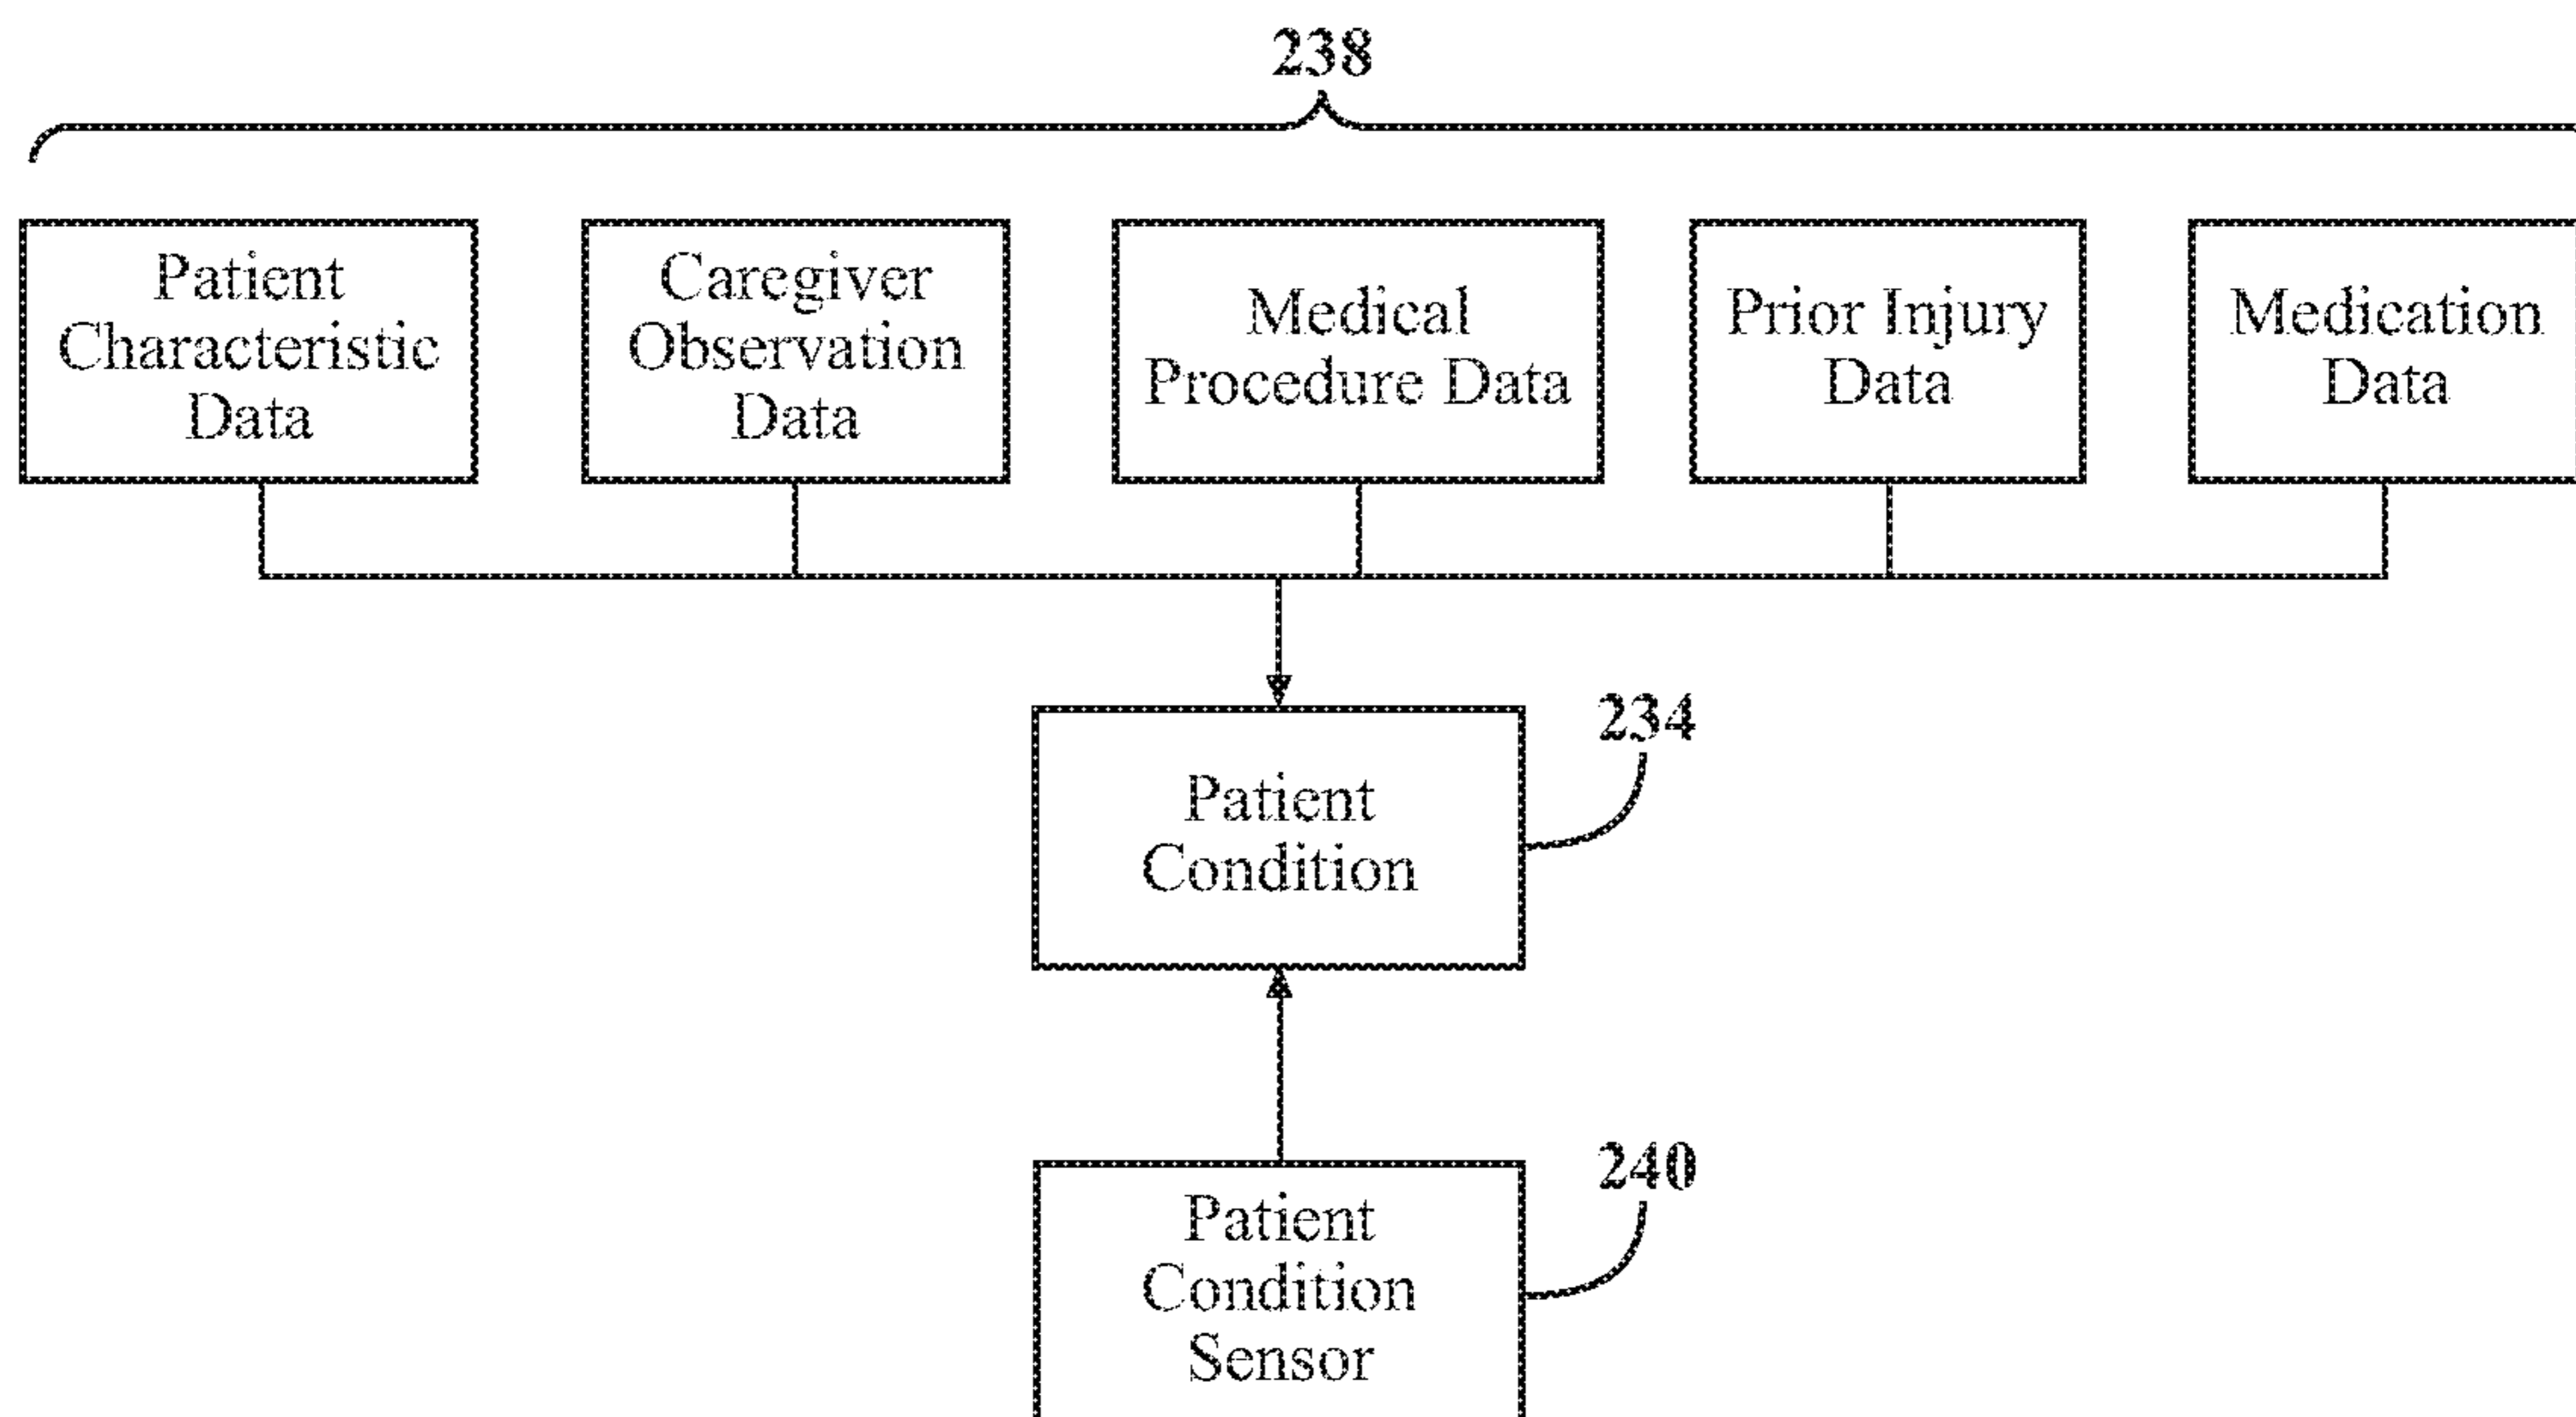 238
Patient
Characteristic
Data
Caregiver
Observation
Data
Medical
Procedure Data
Prior Injury
Data
Medication
Data
234
Patient
Condition
240
Patient
Condition
Sensor